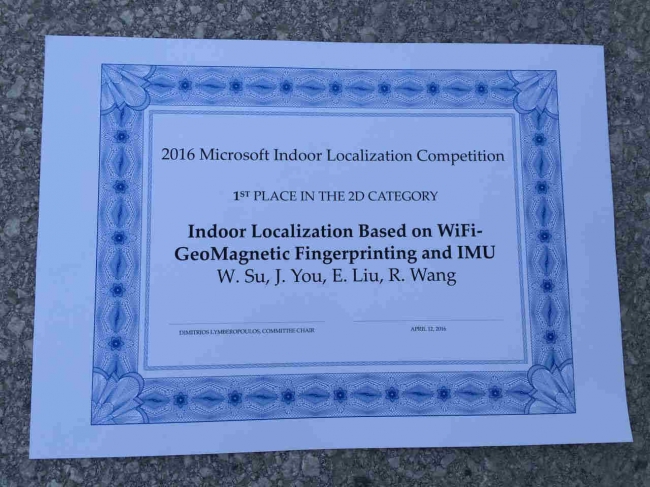 2016 Microsoft Indoor Localization Competition
1ST PLACE IN THE 2D CATEGORY
Indoor Localization Based on WiFi-
GeoMagnetic Fingerprinting and IMU
W. Su, J. You, E. Liu, R. Wang
DIMITRIOS LYMBEROPOULOS, COMMITTEE CHAIR
APRIL 12, 2016